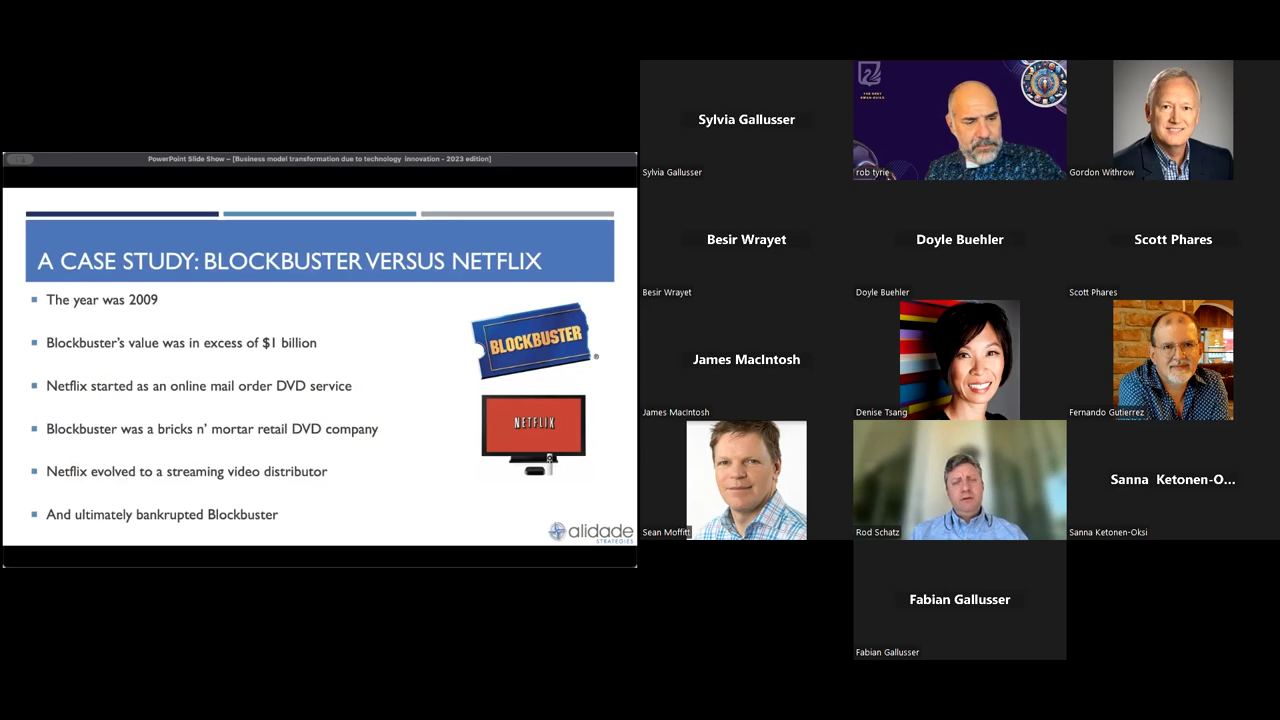 PowerPoint Slide Show – [Business model transformation due to technology innovation - 2023 edition]
A CASE STUDY: BLOCKBUSTER VERSUS NETFLIX
The year was 2009
Blockbuster's value was in excess of $1 billion
Netflix started as an online mail order DVD service
Blockbuster was a bricks n' mortar retail DVD company
Netflix evolved to a streaming video distributor
And ultimately bankrupted Blockbuster
BLOCKBUSTER
®
NETFLIX
alidade
STRATEGIES
Sylvia Gallusser
Sylvia Gallusser
rob tyrie
Gordon Withrow
Besir Wrayet
Besir Wrayet
Doyle Buehler
Doyle Buehler
Scott Phares
Scott Phares
James MacIntosh
James MacIntosh
Denise Tsang
Fernando Gutierrez
Sean Moffitt
Rod Schatz
Sanna Ketonen-O...
Sanna Ketonen-Oksi
Fabian Gallusser
Fabian Gallusser